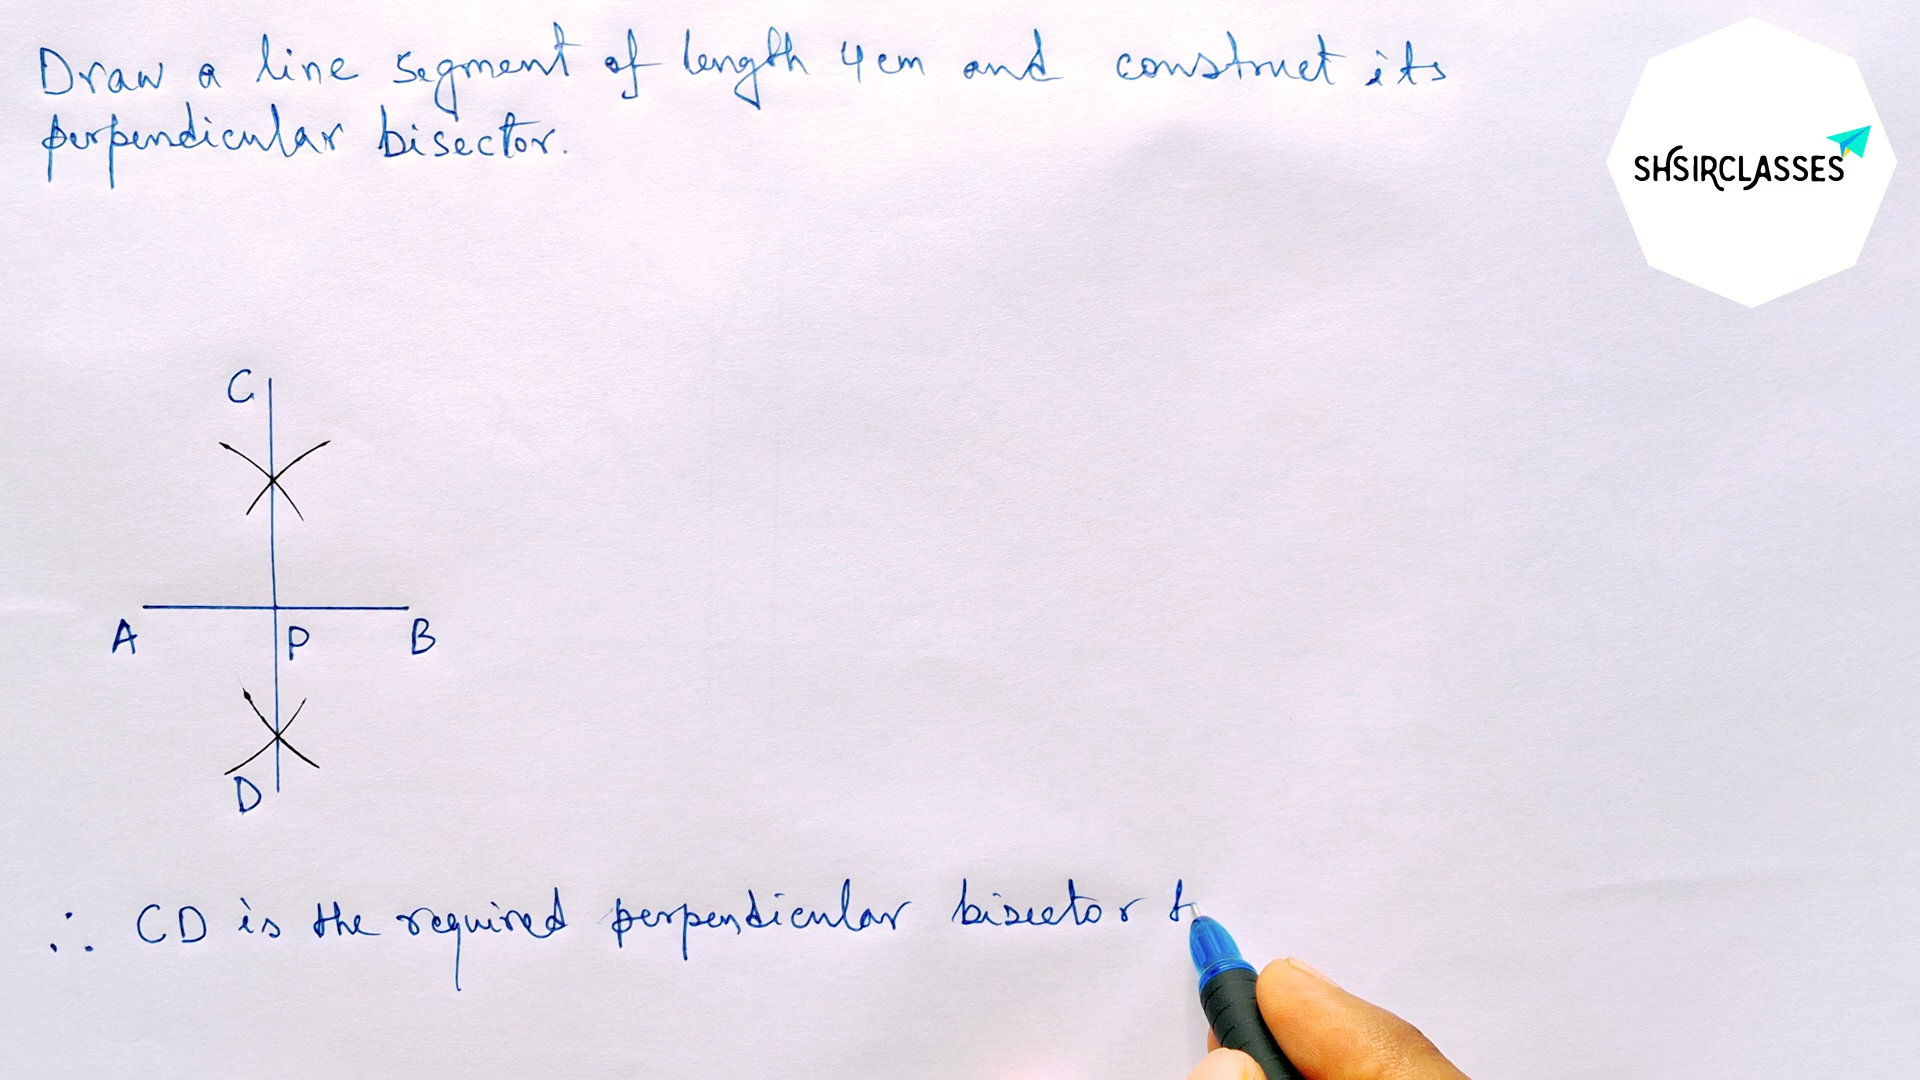 Draw a line segment of length 4 cm and construct its
perpendicular bisector.
SHSIRCLASSES
C
A P B
D
∴ CD is the required perpendicular bisector